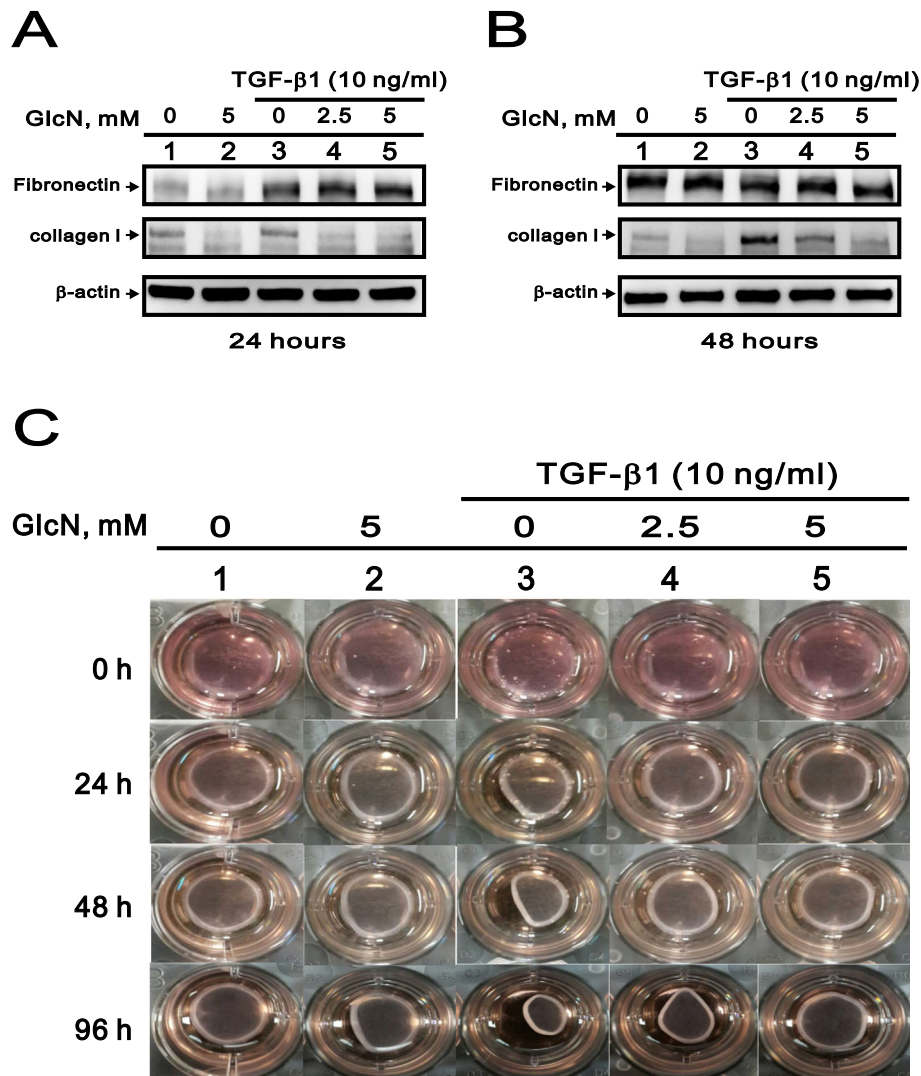 A
TGF-β1 (10 ng/ml)
GlcN, mM 0 5 0 2.5 5
1 2 3 4 5
Fibronectin
collagen I
β-actin
24 hours
B
TGF-β1 (10 ng/ml)
GlcN, mM 0 5 0 2.5 5
1 2 3 4 5
Fibronectin
collagen I
β-actin
48 hours
C
TGF-β1 (10 ng/ml)
GlcN, mM 0 5 0 2.5 5
1 2 3 4 5
0 h
24 h
48 h
96 h